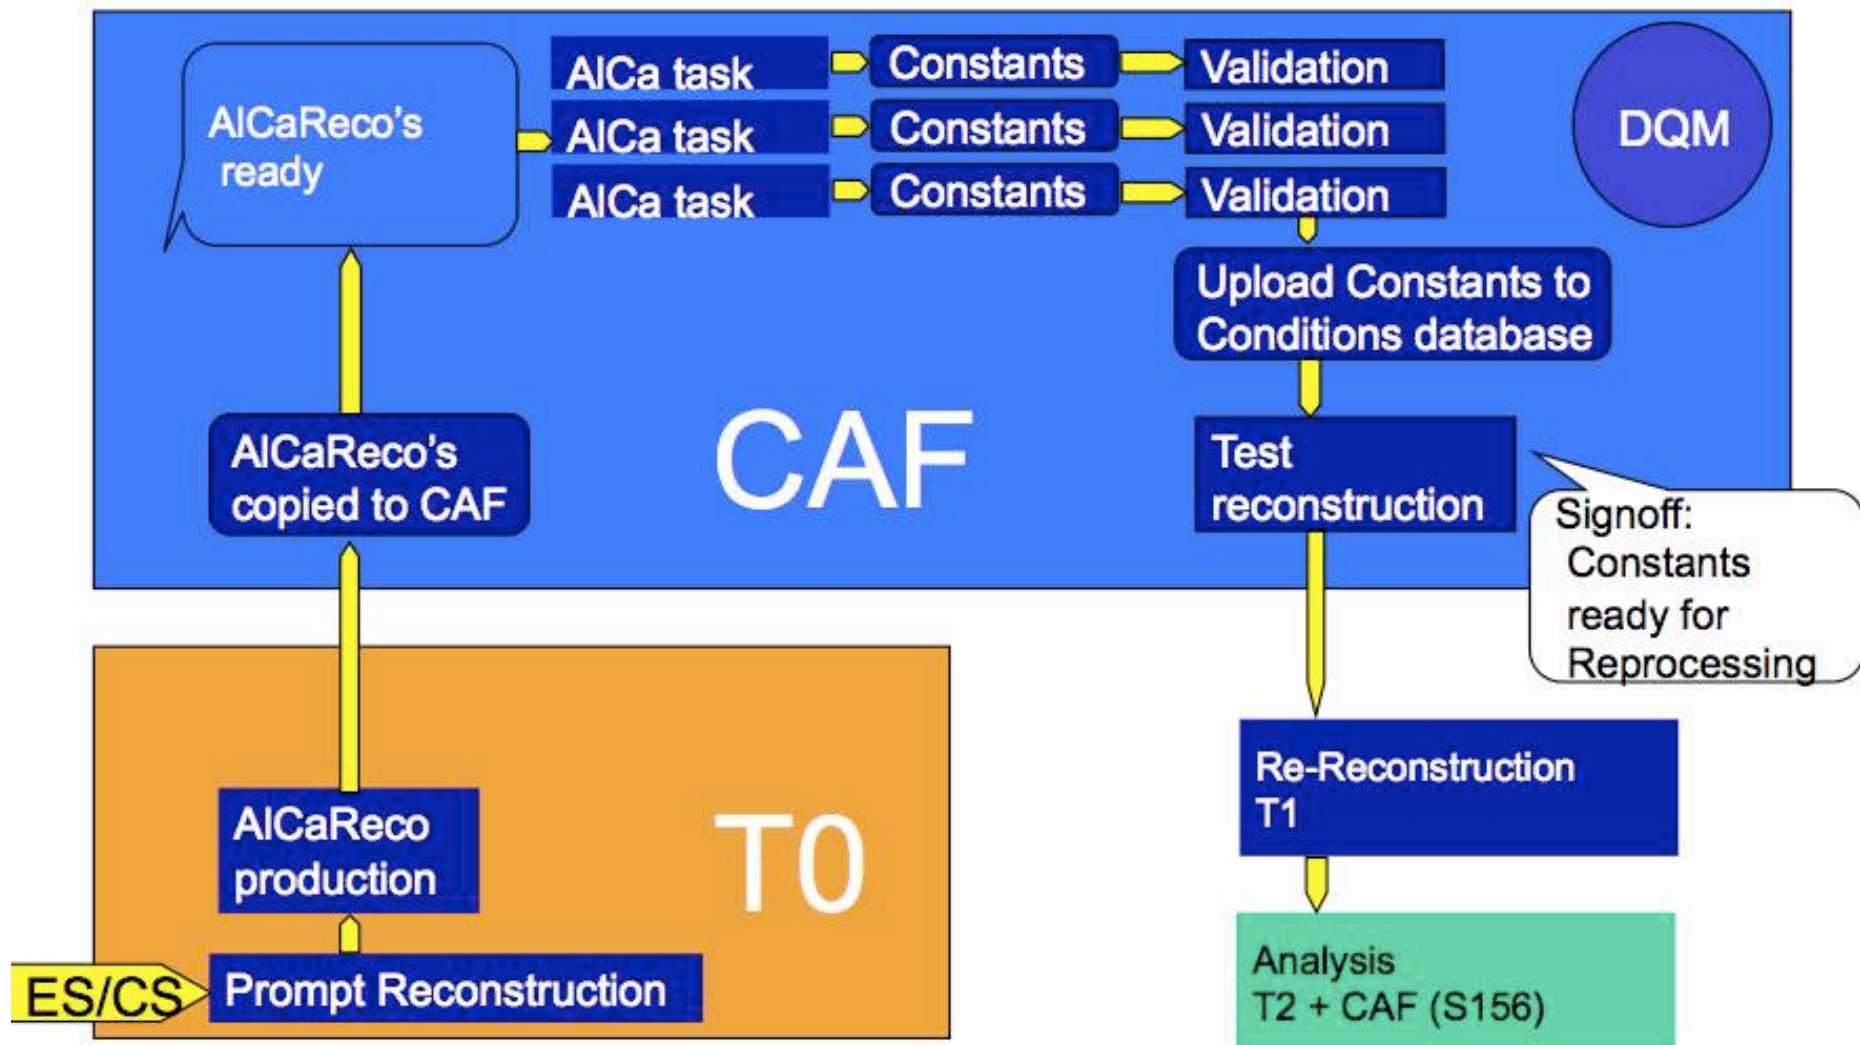 AlCaReco's
ready
AlCa task
Constants
Validation
AlCa task
Constants
Validation
AlCa task
Constants
Validation
DQM
Upload Constants to
Conditions database
AlCaReco's
copied to CAF
CAF
Test
reconstruction
Signoff:
Constants
ready for
Reprocessing
AlCaReco
production
T0
Re-Reconstruction
T1
ES/CS
Prompt Reconstruction
Analysis
T2 + CAF (S156)